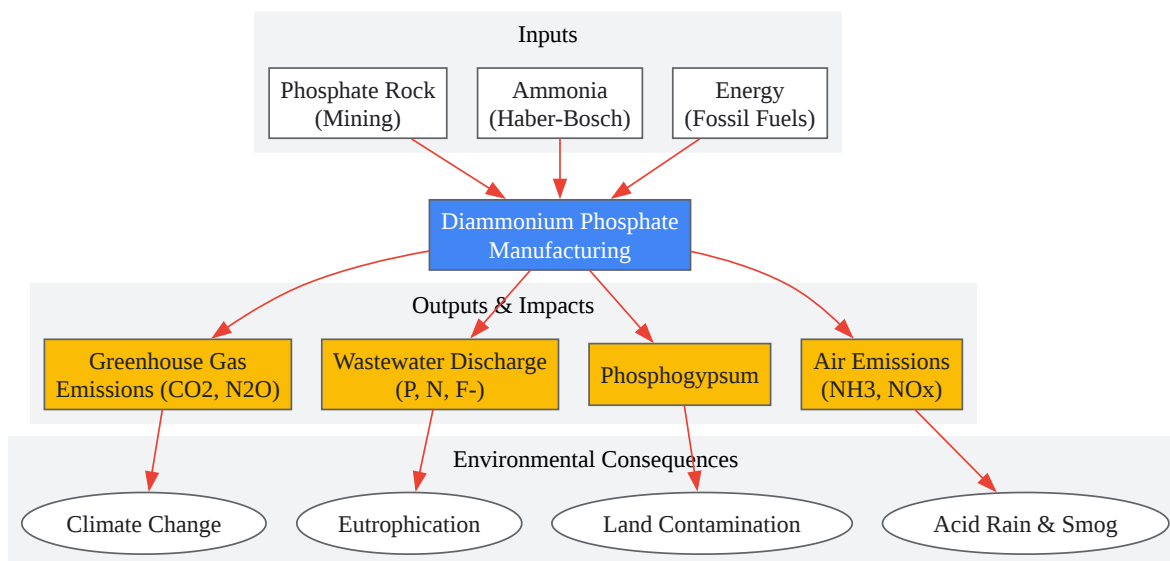 Inputs
Phosphate Rock
(Mining)
Ammonia
(Haber-Bosch)
Energy
(Fossil Fuels)
Diammonium Phosphate
Manufacturing
Outputs & Impacts
Greenhouse Gas
Emissions (CO2, N2O)
Wastewater Discharge
(P, N, F-)
Phosphogypsum
Air Emissions
(NH3, NOx)
Environmental Consequences
Climate Change
Eutrophication
Land Contamination
Acid Rain & Smog